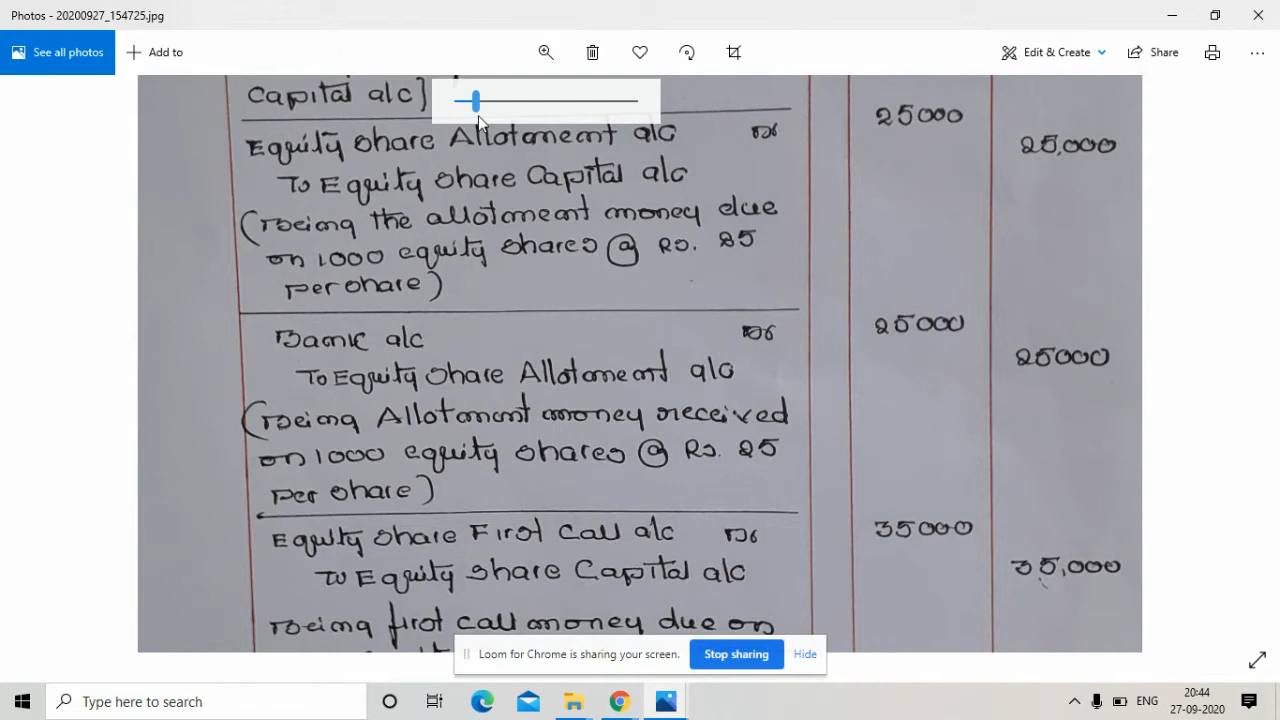 Photos - 20200927_154725.jpg
See all photos
Add to
Edit & Create
Share
Capital a/c]
25000
Equity Share Allotment a/c Dr
25,000
To Equity Share Capital a/c
(Being the allotment money due
on 1000 equity shares @ Rs. 25
Per share)
Bank a/c Dr
25000
25000
To Equity Share Allotment a/c
(Being Allotment money received
on 1000 equity shares @ Rs. 25
Per share)
Equity Share First Call a/c Dr
35000
To Equity Share Capital a/c
35,000
Being first call money due on
Loom for Chrome is sharing your screen.
Stop sharing
Hide
Type here to search
ENG
20:44
27-09-2020